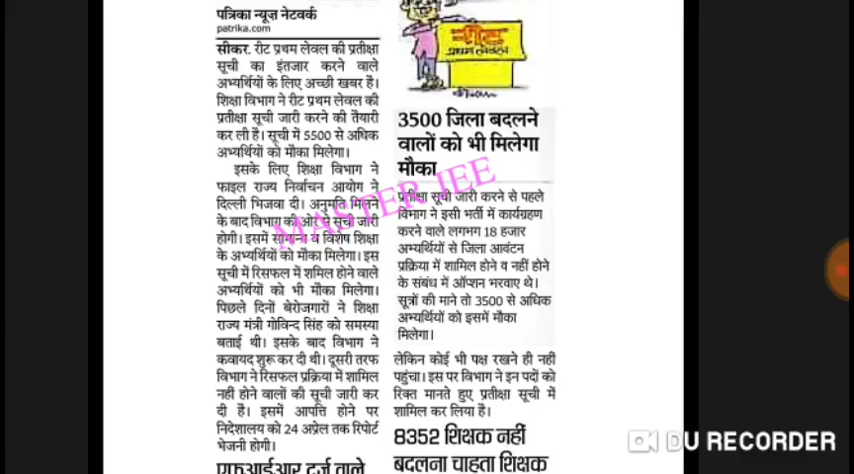 पत्रिका न्यूज़ नेटवर्क
patrika.com
सीकर. रीट प्रथम लेवल की प्रतीक्षा
सूची का इंतजार करने वाले
अभ्यर्थियों के लिए अच्छी खबर है।
शिक्षा विभाग ने रीट प्रथम लेवल की
प्रतीक्षा सूची जारी करने की तैयारी
कर ली है। सूची में 5500 से अधिक
अभ्यर्थियों को मौका मिलेगा।
इसके लिए शिक्षा विभाग ने
फाइल राज्य निर्वाचन आयोग ने
दिल्ली भिजवा दी। अनुमति मिलने
के बाद विभाग की ओर से सूची जारी
होगी। इसमें सामान्य व विशेष शिक्षा
के अभ्यर्थियों को मौका मिलेगा। इस
सूची में रिसफल में शमिल होने वाले
अभ्यर्थियों को भी मौका मिलेगा।
पिछले दिनों बेरोजगारों ने शिक्षा
राज्य मंत्री गोविन्द सिंह को समस्या
बताई थी। इसके बाद विभाग ने
कवायद शुरू कर दी थी। दूसरी तरफ
विभाग ने रिसफल प्रक्रिया में शामिल
नहीं होने वालों की सूची जारी कर
दी है। इसमें आपत्ति होने पर
निदेशालय को 24 अप्रेल तक रिपोर्ट
भेजनी होगी।
एफआईआर दर्ज वाले
रीट
प्रथम लेवल
3500 जिला बदलने
वालों को भी मिलेगा
मौका
प्रतीक्षा सूची जारी करने से पहले
विभाग ने इसी भर्ती में कार्यग्रहण
करने वाले लगभग 18 हजार
अभ्यर्थियों से जिला आवंटन
प्रक्रिया में शामिल होने व नहीं होने
के संबंध में ऑप्शन भरवाए थे।
सूत्रों की माने तो 3500 से अधिक
अभ्यर्थियों को इसमें मौका
मिलेगा।
लेकिन कोई भी पक्ष रखने ही नहीं
पहुंचा। इस पर विभाग ने इन पदों को
रिक्त मानते हुए प्रतीक्षा सूची में
शामिल कर लिया है।
8352 शिक्षक नहीं
बदलना चाहता शिक्षक
MASTER JEE
DU RECORDER